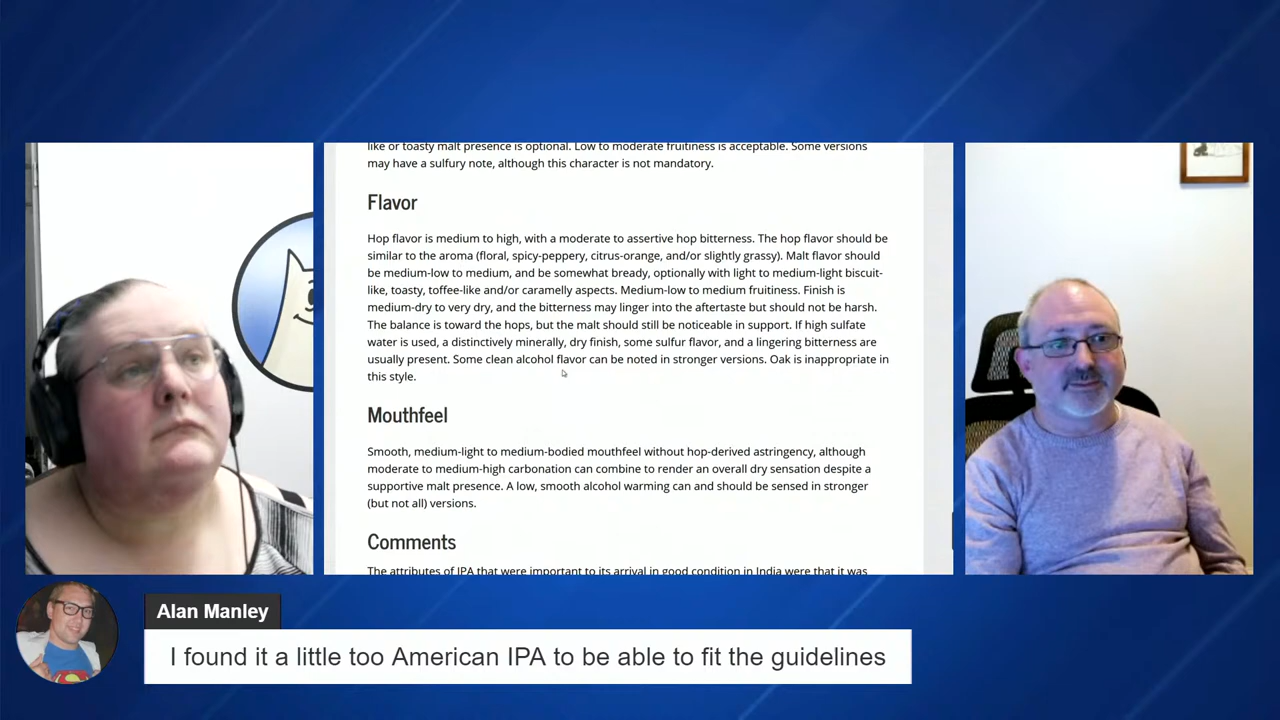 like or toasty malt presence is optional. Low to moderate fruitiness is acceptable. Some versions
may have a sulfury note, although this character is not mandatory.
Flavor
Hop flavor is medium to high, with a moderate to assertive hop bitterness. The hop flavor should be
similar to the aroma (floral, spicy-peppery, citrus-orange, and/or slightly grassy). Malt flavor should
be medium-low to medium, and be somewhat bready, optionally with light to medium-light biscuit-
like, toasty, toffee-like and/or caramelly aspects. Medium-low to medium fruitiness. Finish is
medium-dry to very dry, and the bitterness may linger into the aftertaste but should not be harsh.
The balance is toward the hops, but the malt should still be noticeable in support. If high sulfate
water is used, a distinctively minerally, dry finish, some sulfur flavor, and a lingering bitterness are
usually present. Some clean alcohol flavor can be noted in stronger versions. Oak is inappropriate in
this style.
Mouthfeel
Smooth, medium-light to medium-bodied mouthfeel without hop-derived astringency, although
moderate to medium-high carbonation can combine to render an overall dry sensation despite a
supportive malt presence. A low, smooth alcohol warming can and should be sensed in stronger
(but not all) versions.
Comments
The attributes of IPA that were important to its arrival in good condition in India were that it was
Alan Manley
I found it a little too American IPA to be able to fit the guidelines